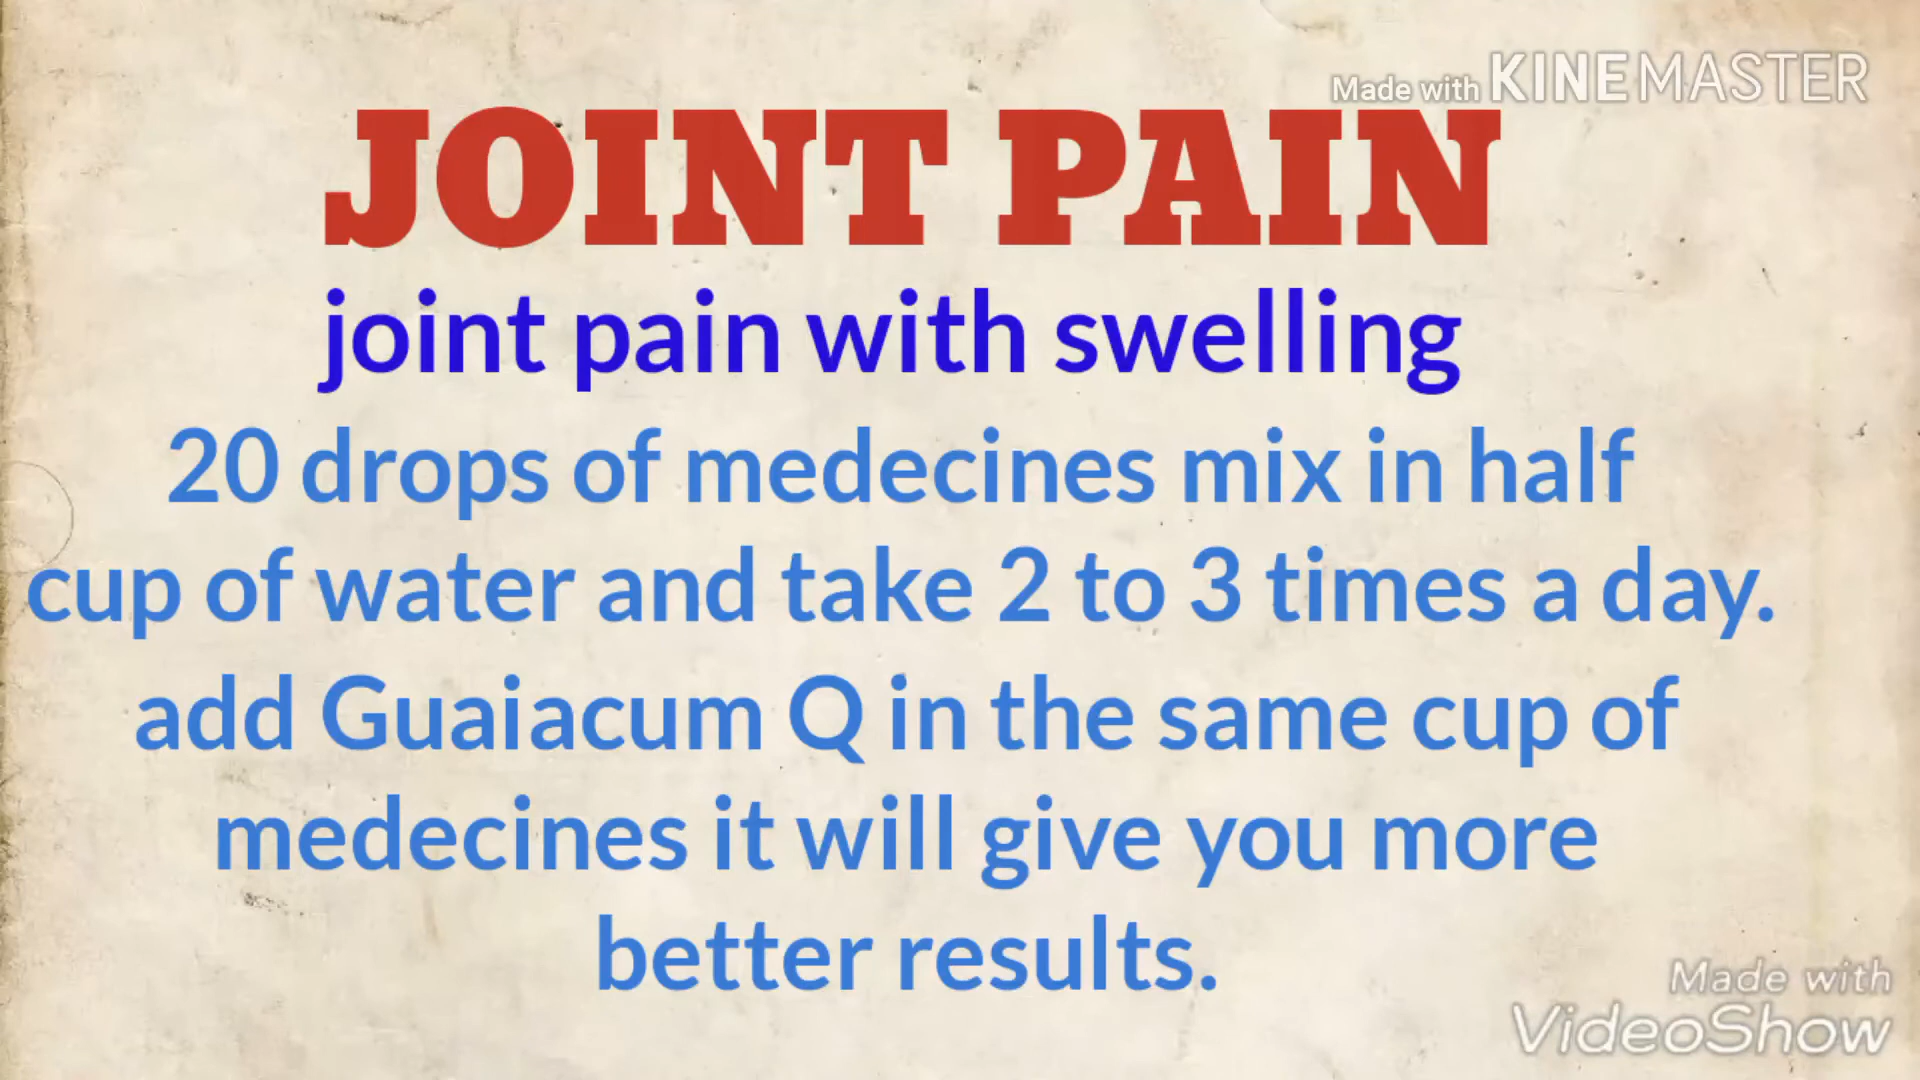 Made with KINEMASTER
JOINT PAIN
joint pain with swelling
20 drops of medecines mix in half
cup of water and take 2 to 3 times a day.
add Guaiacum Q in the same cup of
medecines it will give you more
better results.
Made with
VideoShow